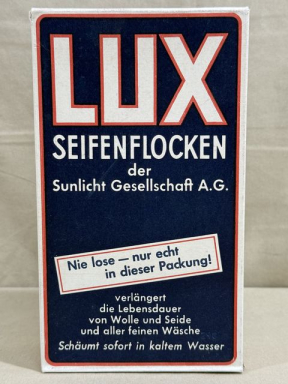 LUX
SEIFENFLOCKEN
der
Sunlicht Gesellschaft A.G.
Nie lose — nur echt
in dieser Packung!
verlängert
die Lebensdauer
von Wolle und Seide
und aller feinen Wäsche
Schäumt sofort in kaltem Wasser